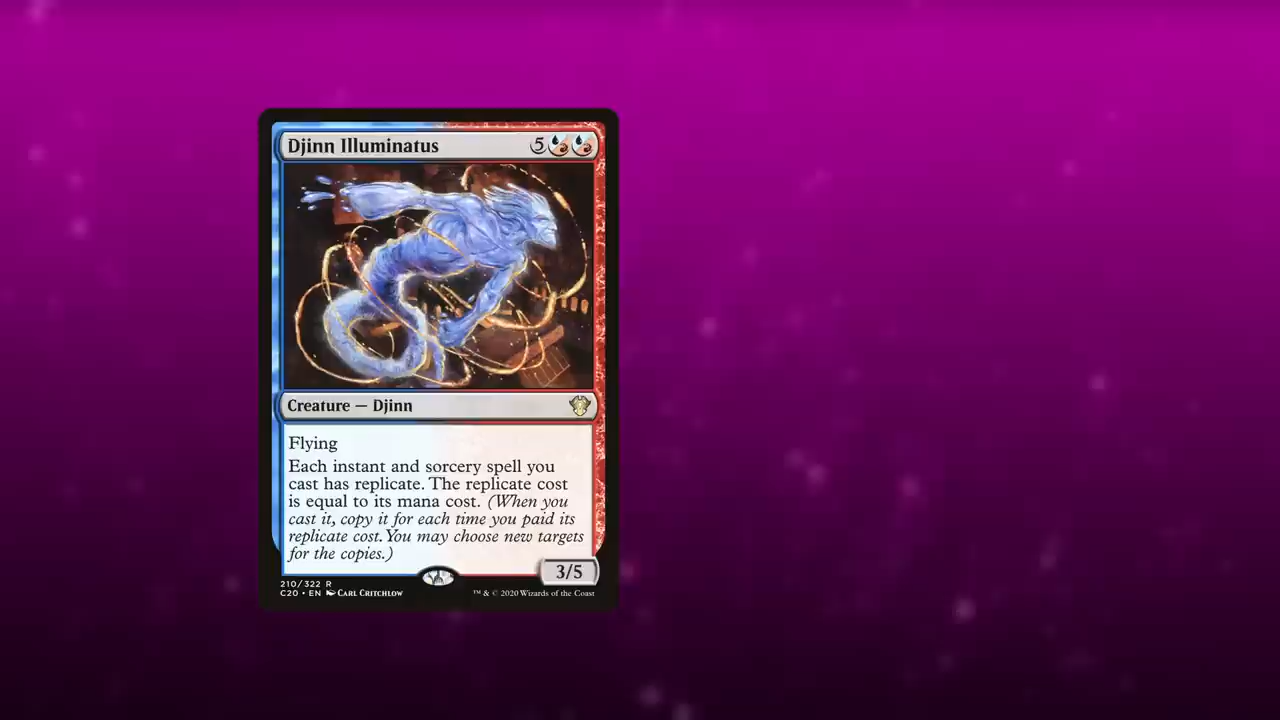 Djinn Illuminatus 5
Creature — Djinn
Flying
Each instant and sorcery spell you
cast has replicate. The replicate cost
is equal to its mana cost. (When you
cast it, copy it for each time you paid its
replicate cost. You may choose new targets
for the copies.)
3/5
210/322 R
C20 • EN Carl Critchlow
™ & © 2020 Wizards of the Coast